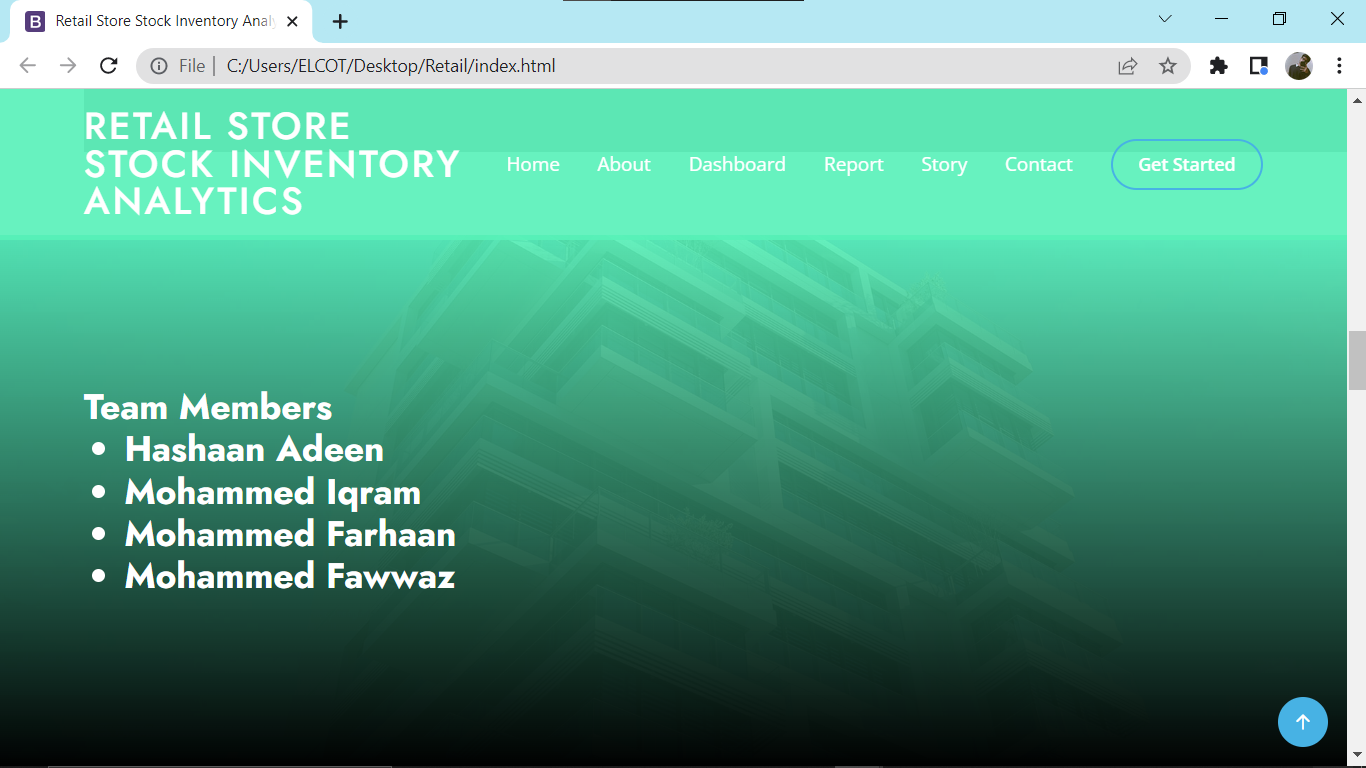 B Retail Store Stock Inventory Analy
File | C:/Users/ELCOT/Desktop/Retail/index.html
RETAIL STORE
STOCK INVENTORY
ANALYTICS
Home About Dashboard Report Story Contact Get Started
Team Members
• Hashaan Adeen
• Mohammed Iqram
• Mohammed Farhaan
• Mohammed Fawwaz